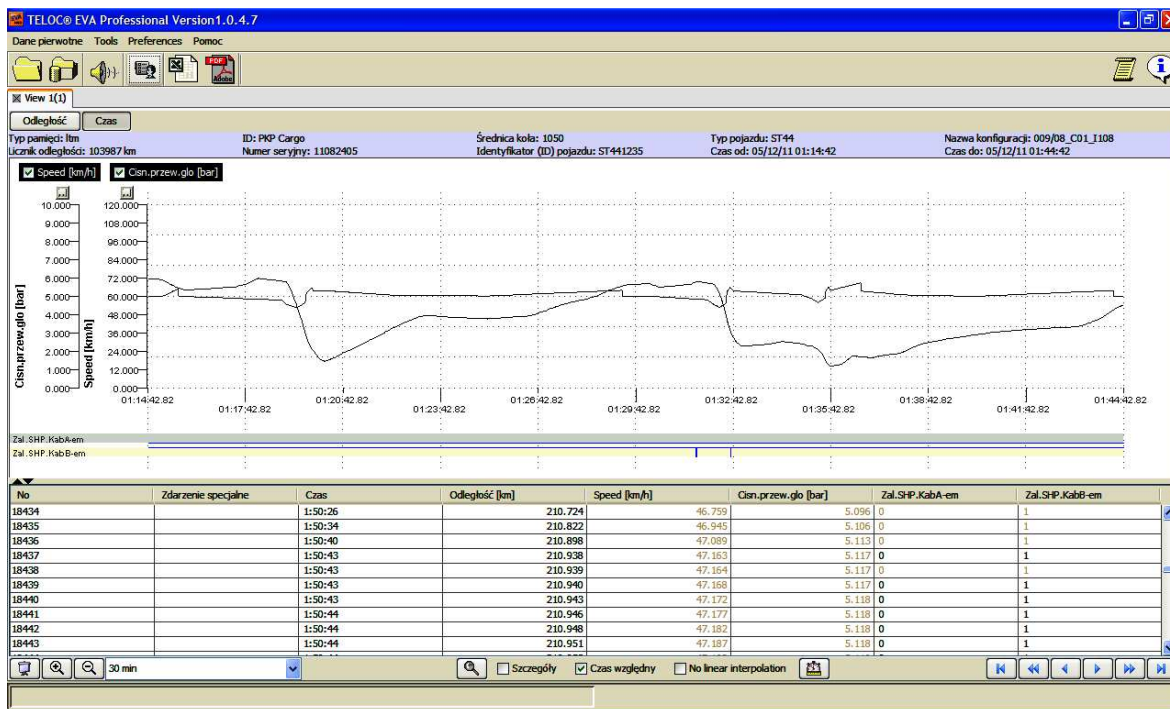 TELOC® EVA Professional Version1.0.4.7
Dane pierwotne Tools Preferences Pomoc
PDF
Adobe
View 1(1)
Odległość Czas
Typ pamięci: ltm ID: PKP Cargo Średnica koła: 1050 Typ pojazdu: ST44 Nazwa konfiguracji: 009/08_C01_I108
Licznik odległości: 103987 km Numer seryjny: 11082405 Identyfikator (ID) pojazdu: ST441235 Czas od: 05/12/11 01:14:42 Czas do: 05/12/11 01:44:42
Speed [km/h] Cisn.przew.glo [bar]
10.000 120.000
9.000 108.000
8.000 96.000
7.000 84.000
6.000 72.000
5.000 60.000
4.000 48.000
3.000 36.000
2.000 24.000
1.000 12.000
0.000 0.000
Cisn.przew.glo [bar]
Speed [km/h]
01:14:42.82 01:17:42.82 01:20:42.82 01:23:42.82 01:26:42.82 01:29:42.82 01:32:42.82 01:35:42.82 01:38:42.82 01:41:42.82 01:44:42.82
Zal.SHP.KabA-em
Zal.SHP.KabB-em
No Zdarzenie specjalne Czas Odległość [km] Speed [km/h] Cisn.przew.glo [bar] Zal.SHP.KabA-em Zal.SHP.KabB-em
18434 1:50:26 210.724 46.759 5.096 0 1
18435 1:50:34 210.822 46.945 5.106 0 1
18436 1:50:40 210.898 47.089 5.113 0 1
18437 1:50:43 210.938 47.163 5.117 0 1
18438 1:50:43 210.939 47.164 5.117 0 1
18439 1:50:43 210.940 47.168 5.117 0 1
18440 1:50:43 210.943 47.172 5.118 0 1
18441 1:50:44 210.946 47.177 5.118 0 1
18442 1:50:44 210.948 47.182 5.118 0 1
18443 1:50:44 210.951 47.187 5.118 0 1
30 min Szczegóły Czas względny No linear interpolation